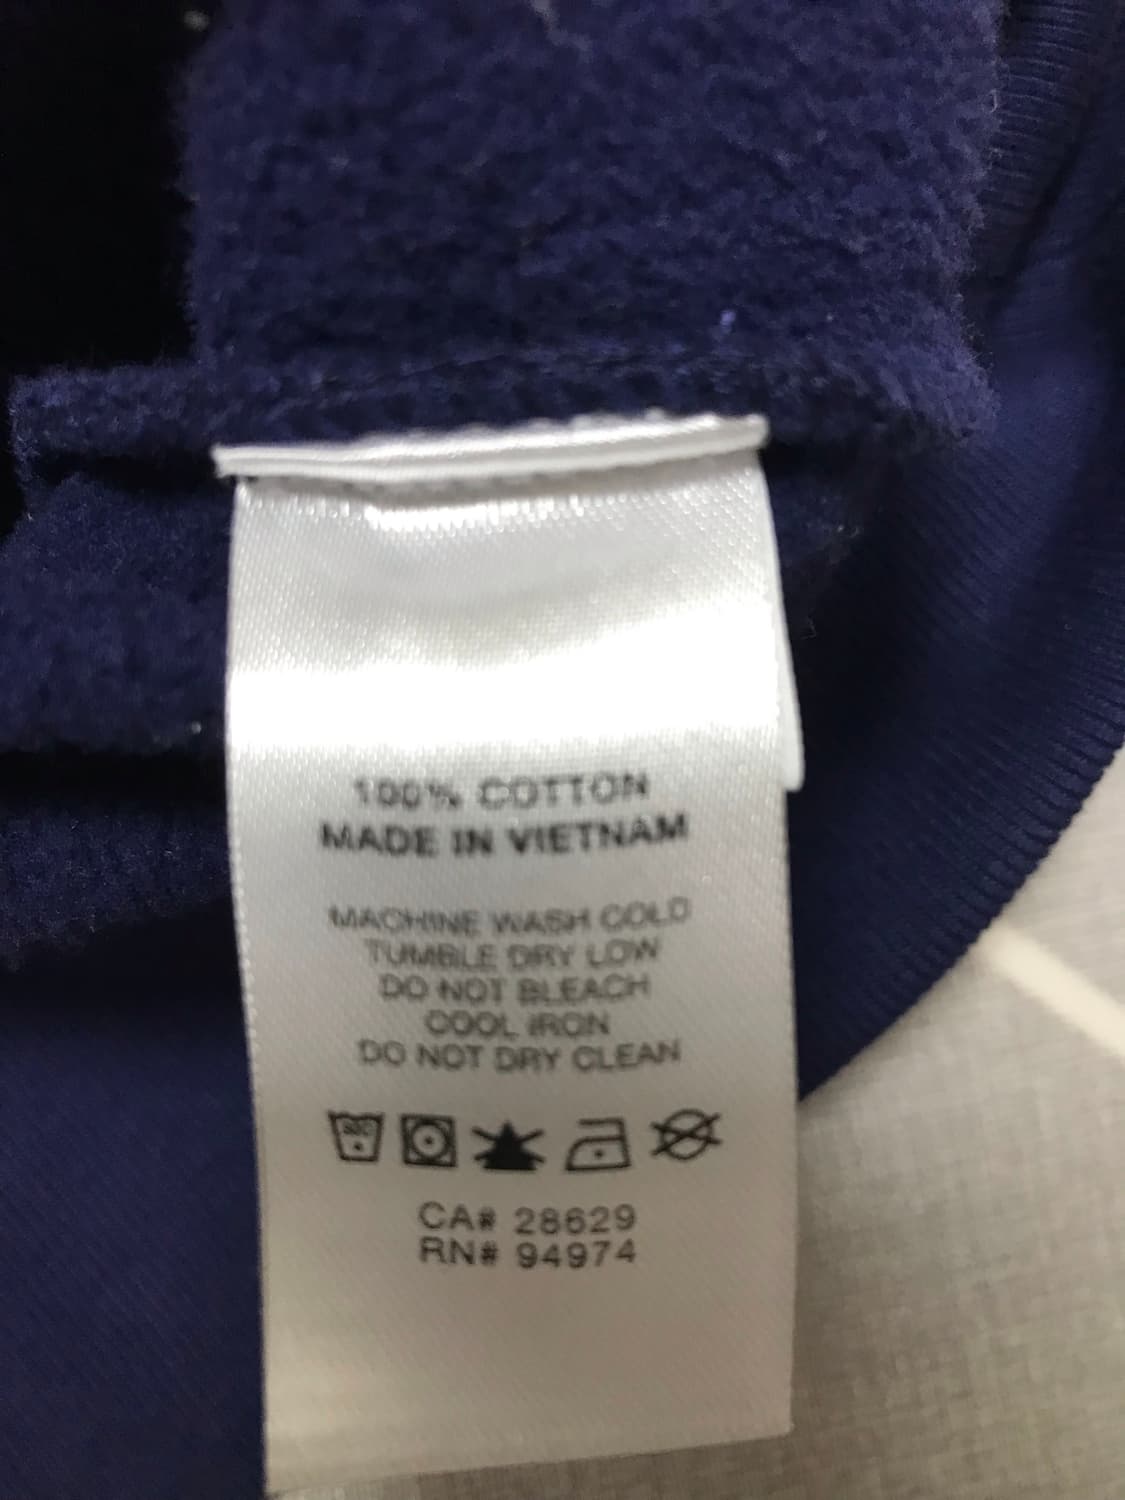 100% COTTON
MADE IN VIETNAM
MACHINE WASH COLD
TUMBLE DRY LOW
DO NOT BLEACH
COOL IRON
DO NOT DRY CLEAN
CA# 28629
RN# 94974